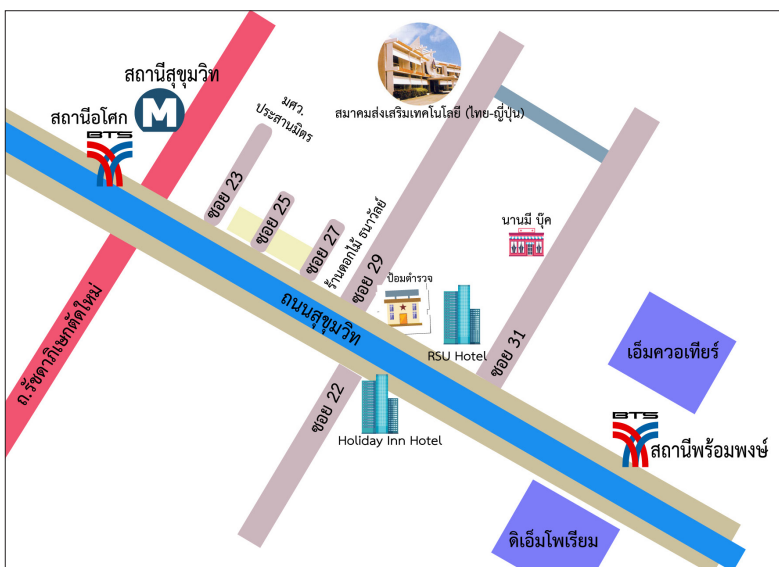 สถานีสุขุมวิท
M
สถานีอโศก
BTS
มศว.
ประสานมิตร
สมาคมส่งเสริมเทคโนโลยี (ไทย-ญี่ปุ่น)
ซอย 23
ซอย 25
ซอย 27
ร้านดอกไม้ ธนาวัลย์
ซอย 29
นานมี บุ๊ค
ป้อมตำรวจ
RSU Hotel
ซอย 31
ถนนสุขุมวิท
ถ.รัชดาภิเษกตัดใหม่
ซอย 22
Holiday Inn Hotel
เอ็มควอเทียร์
BTS
สถานีพร้อมพงษ์
ดิเอ็มโพเรียม